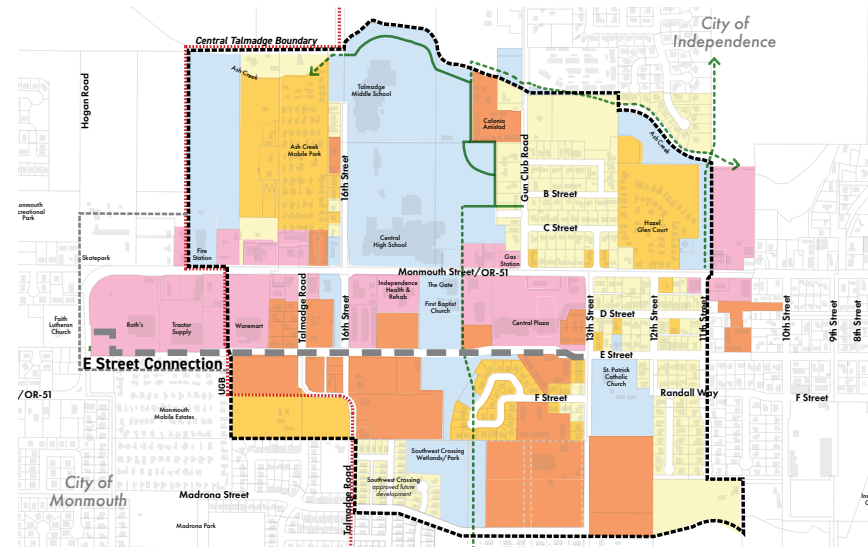 City of
Independence
Central Talmadge Boundary
Hogan Road
Ash Creek
Talmadge
Middle School
Colonia
Amistad
Ash Creek
Mobile Park
16th Street
Gun Club Road
Ash Creek
B Street
C Street
Hazel
Glen Court
onmouth
creational
Park
Skatepark
Fire
Station
Central
High School
Gas
Station
Monmouth Street/OR-51
Faith
Lutheran
Church
Roth's
Tractor
Supply
Waremart
Talmadge Road
16th Street
Independence
Health &
Rehab
The Gate
First Baptist
Church
Central Plaza
13th Street
D Street
12th Street
11th Street
10th Street
9th Street
8th Street
E Street
E Street Connection
UGB
St. Patrick
Catholic
Church
/OR-51
Monmouth
Mobile Estates
F Street
Randall Way
F Street
City of
Monmouth
Madrona Street
Madrona Park
Talmadge Road
Southwest Crossing
Wetlands/Park
Southwest Crossing
approved future
development